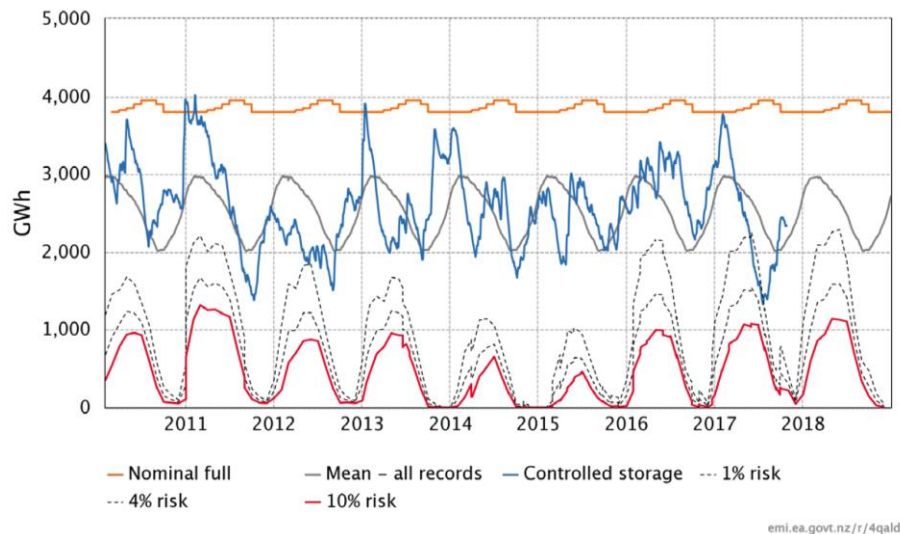 5,000
4,000
3,000
2,000
1,000
0
GWh
2011 2012 2013 2014 2015 2016 2017 2018
Nominal full Mean – all records Controlled storage 1% risk
4% risk 10% risk
emi.ea.govt.nz/r/4qald